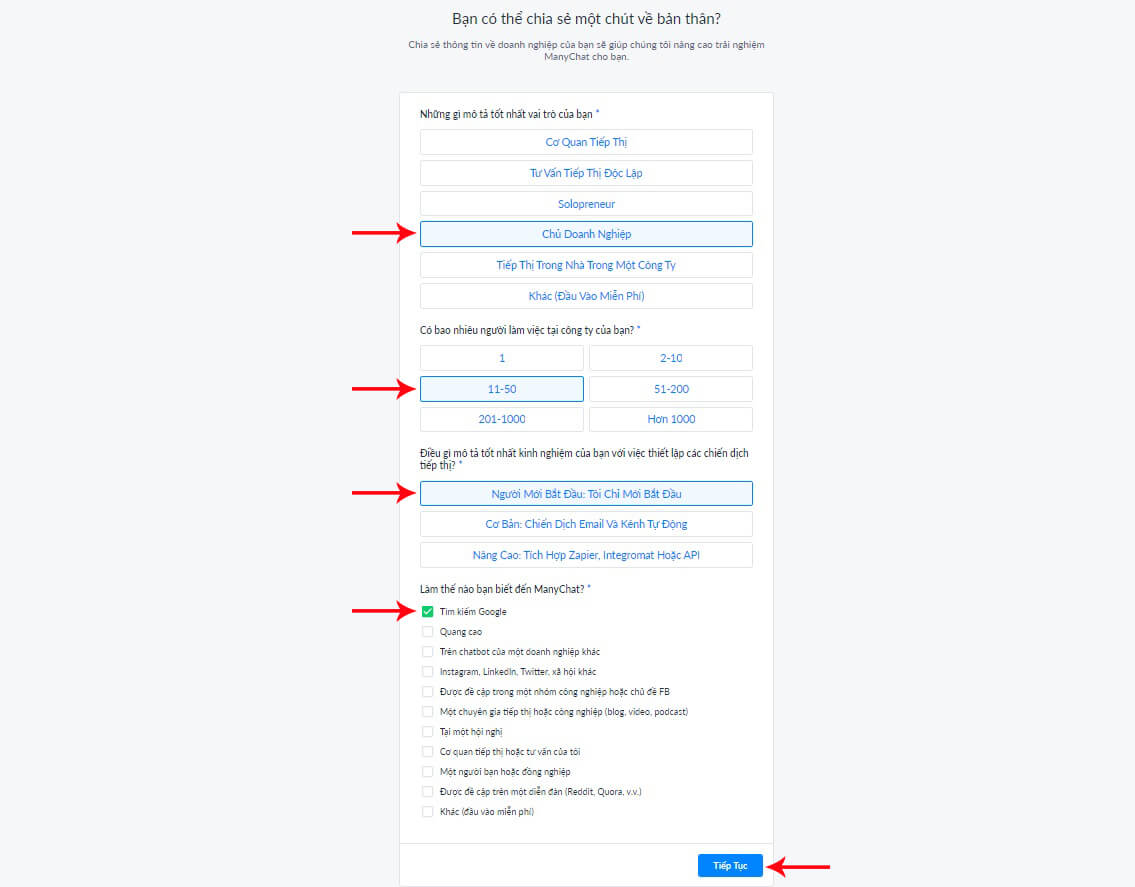 Bạn có thể chia sẻ một chút về bản thân?
Chia sẻ thông tin về doanh nghiệp của bạn sẽ giúp chúng tôi nâng cao trải nghiệm
ManyChat cho bạn.
Những gì mô tả tốt nhất vai trò của bạn *
Cơ Quan Tiếp Thị
Tư Vấn Tiếp Thị Độc Lập
Solopreneur
Chủ Doanh Nghiệp
Tiếp Thị Trong Nhà Trong Một Công Ty
Khác (Đầu Vào Miễn Phí)
Có bao nhiêu người làm việc tại công ty của bạn? *
1
2-10
11-50
51-200
201-1000
Hơn 1000
Điều gì mô tả tốt nhất kinh nghiệm của bạn với việc thiết lập các chiến dịch
tiếp thị? *
Người Mới Bắt Đầu: Tôi Chỉ Mới Bắt Đầu
Cơ Bản: Chiến Dịch Email Và Kênh Tự Động
Nâng Cao: Tích Hợp Zapier, Integromat Hoặc API
Làm thế nào bạn biết đến ManyChat? *
Tìm kiếm Google
Quảng cáo
Trên chatbot của một doanh nghiệp khác
Instagram, LinkedIn, Twitter, xã hội khác
Được đề cập trong một nhóm công nghiệp hoặc chủ đề FB
Một chuyên gia tiếp thị hoặc công nghiệp (blog, video, podcast)
Tại một hội nghị
Cơ quan tiếp thị hoặc tư vấn của tôi
Một người bạn hoặc đồng nghiệp
Được đề cập trên một diễn đàn (Reddit, Quora, v.v.)
Khác (đầu vào miễn phí)
Tiếp Tục